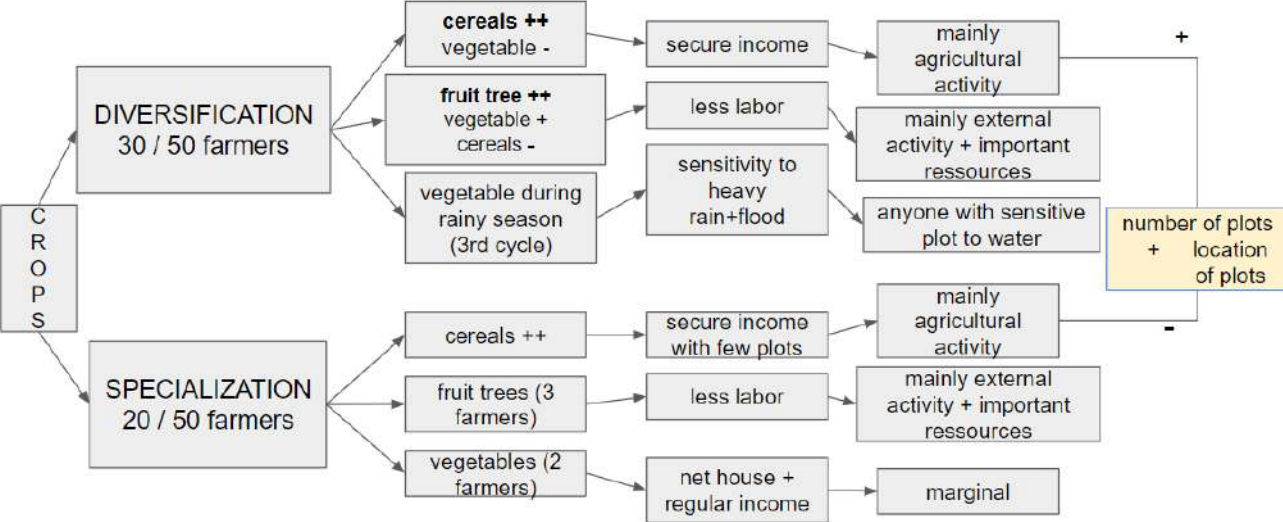 C
R
O
P
S
DIVERSIFICATION
30 / 50 farmers
cereals ++
vegetable -
secure income
mainly
agricultural
activity
fruit tree ++
vegetable +
cereals -
less labor
mainly external
activity + important
ressources
vegetable during
rainy season
(3rd cycle)
sensitivity to
heavy
rain+flood
anyone with sensitive
plot to water
+
number of plots
+ location
of plots
-
SPECIALIZATION
20 / 50 farmers
cereals ++
secure income
with few plots
mainly
agricultural
activity
fruit trees (3
farmers)
less labor
mainly external
activity + important
ressources
vegetables (2
farmers)
net house +
regular income
marginal